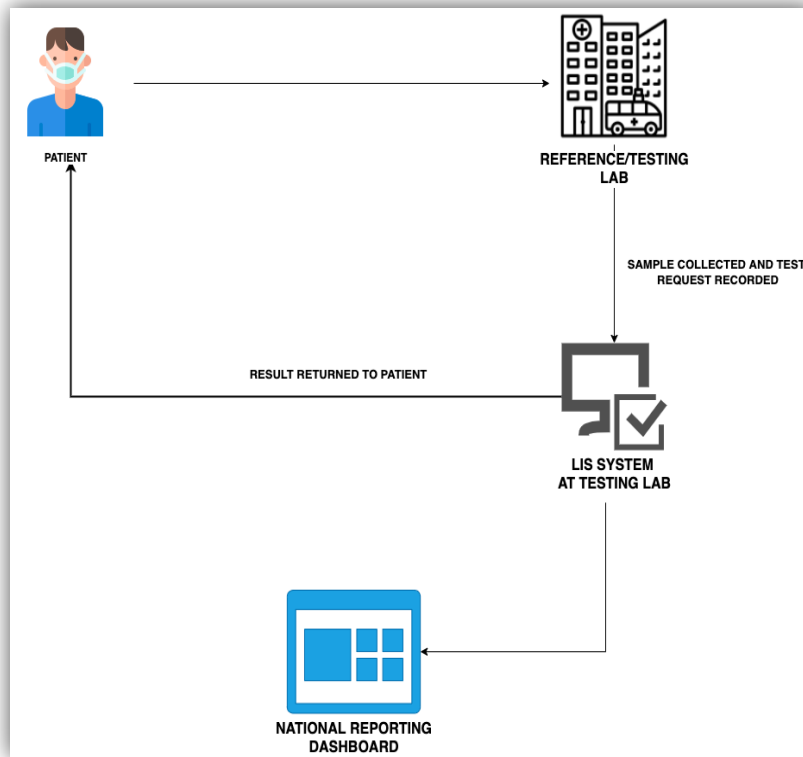 PATIENT
REFERENCE/TESTING
LAB
SAMPLE COLLECTED AND TEST
REQUEST RECORDED
RESULT RETURNED TO PATIENT
LIS SYSTEM
AT TESTING LAB
NATIONAL REPORTING
DASHBOARD